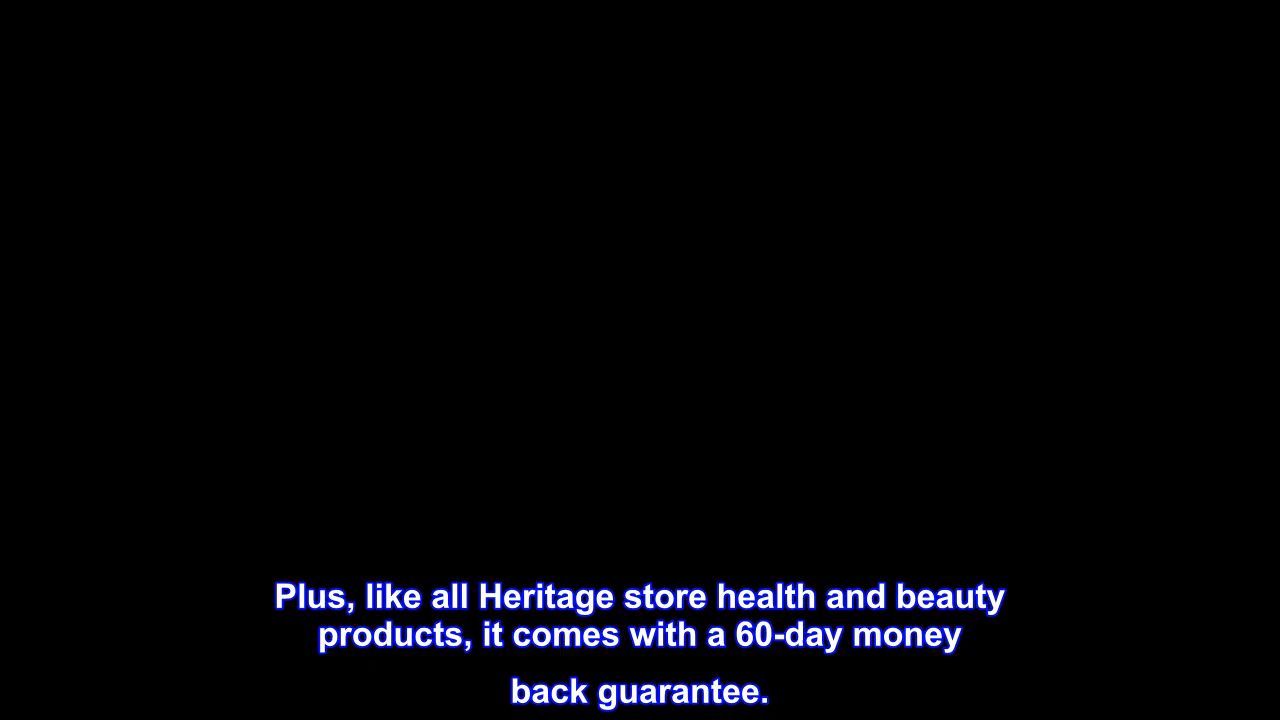 Plus, like all Heritage store health and beauty
products, it comes with a 60-day money
back guarantee.